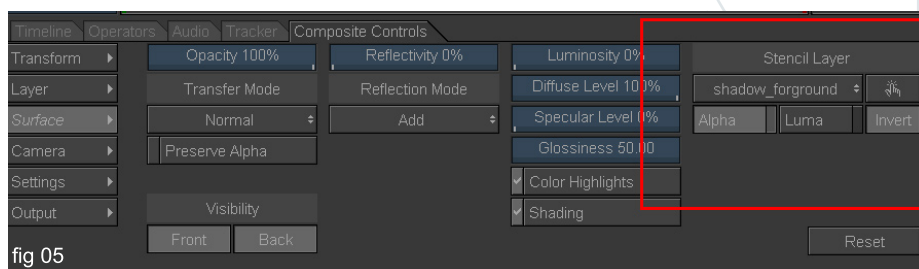 Timeline Operators Audio Tracker Composite Controls
Transform Opacity 100% Reflectivity 0% Luminosity 0% Stencil Layer
Layer Transfer Mode Reflection Mode Diffuse Level 100% shadow_forground
Surface Normal Add Specular Level 0% Alpha Luma Invert
Camera Preserve Alpha Glossiness 50.00
Settings Color Highlights
Output Visibility Shading
Front Back Reset
fig 05